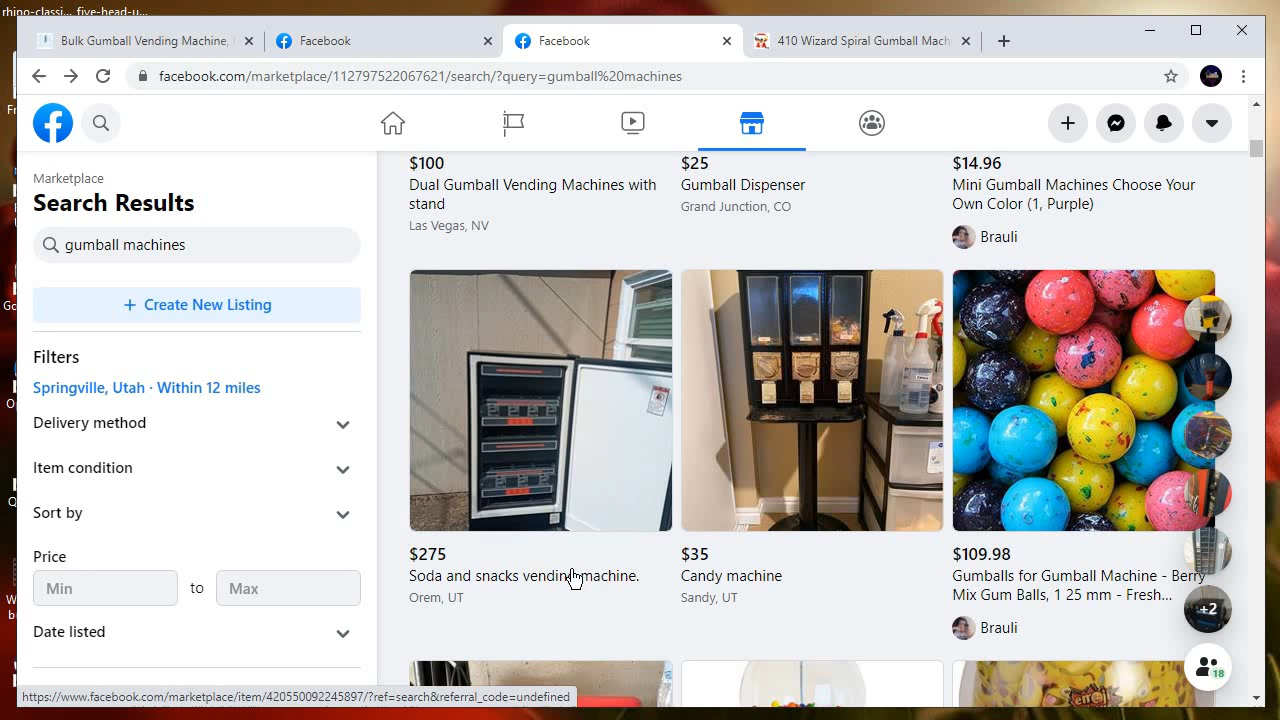 rhino-classi... five-head-u...
Bulk Gumball Vending Machine,
Facebook
Facebook
410 Wizard Spiral Gumball Mach
facebook.com/marketplace/112797522067621/search/?query=gumball%20machines
Marketplace
Search Results
gumball machines
+ Create New Listing
Filters
Springville, Utah · Within 12 miles
Delivery method
Item condition
Sort by
Price
Min to Max
Date listed
$100
Dual Gumball Vending Machines with
stand
Las Vegas, NV
$25
Gumball Dispenser
Grand Junction, CO
$14.96
Mini Gumball Machines Choose Your
Own Color (1, Purple)
Brauli
$275
Soda and snacks vending machine.
Orem, UT
$35
Candy machine
Sandy, UT
$109.98
Gumballs for Gumball Machine - Berry
Mix Gum Balls, 1 25 mm - Fresh...
Brauli
+2
18
https://www.facebook.com/marketplace/item/420550092245897/?ref=search&referral_code=undefined